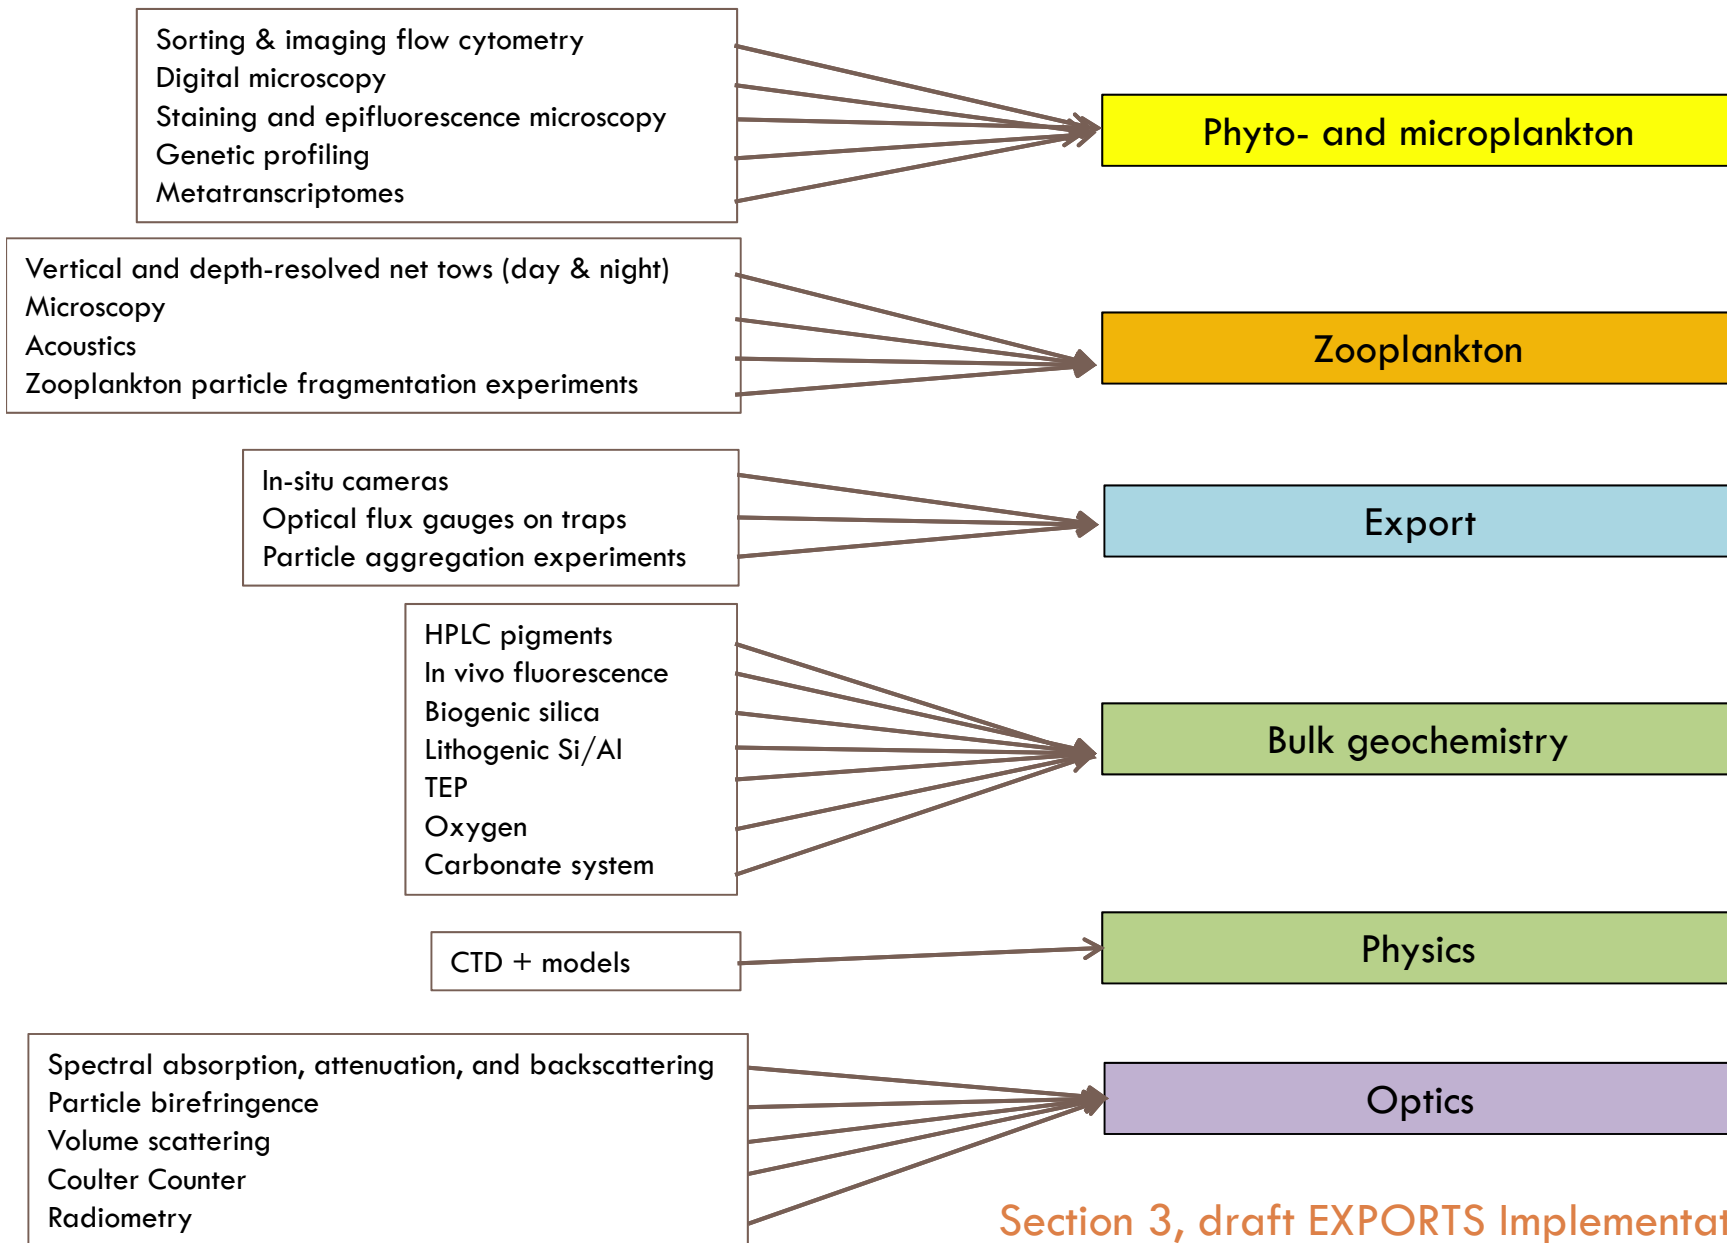 Sorting & imaging flow cytometry
Digital microscopy
Staining and epifluorescence microscopy
Genetic profiling
Metatranscriptomes
Phyto- and microplankton
Vertical and depth-resolved net tows (day & night)
Microscopy
Acoustics
Zooplankton particle fragmentation experiments
Zooplankton
In-situ cameras
Optical flux gauges on traps
Particle aggregation experiments
Export
HPLC pigments
In vivo fluorescence
Biogenic silica
Lithogenic Si/Al
TEP
Oxygen
Carbonate system
Bulk geochemistry
CTD + models
Physics
Spectral absorption, attenuation, and backscattering
Particle birefringence
Volume scattering
Coulter Counter
Radiometry
Optics
Section 3, draft EXPORTS Implementat